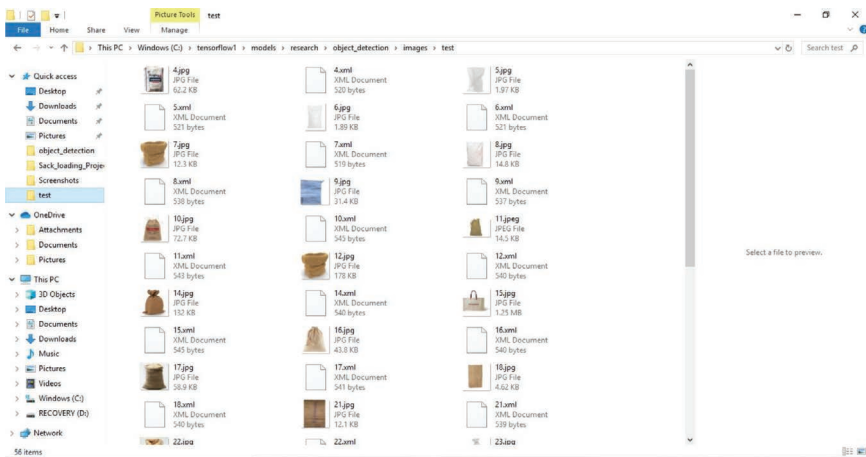 Picture Tools test
File Home Share View Manage
This PC > Windows (C:) > tensorflow1 > models > research > object_detection > images > test
Search test
Quick access
Desktop
Downloads
Documents
Pictures
object_detection
Sack_loading_Proje
Screenshots
test
OneDrive
Attachments
Documents
Pictures
This PC
3D Objects
Desktop
Documents
Downloads
Music
Pictures
Videos
Windows (C:)
RECOVERY (D:)
Network
4.jpg
JPG File
62.2 KB
4.xml
XML Document
520 bytes
5.jpg
JPG File
1.97 KB
5.xml
XML Document
521 bytes
6.jpg
JPG File
1.89 KB
6.xml
XML Document
521 bytes
7.jpg
JPG File
12.3 KB
7.xml
XML Document
519 bytes
8.jpg
JPG File
14.8 KB
8.xml
XML Document
538 bytes
9.jpg
JPG File
31.4 KB
9.xml
XML Document
537 bytes
10.jpg
JPG File
72.7 KB
10.xml
XML Document
545 bytes
11.jpeg
JPEG File
14.5 KB
11.xml
XML Document
543 bytes
12.jpg
JPG File
178 KB
12.xml
XML Document
540 bytes
14.jpg
JPG File
132 KB
14.xml
XML Document
540 bytes
15.jpg
JPG File
1.25 MB
15.xml
XML Document
545 bytes
16.jpg
JPG File
43.8 KB
16.xml
XML Document
540 bytes
17.jpg
JPG File
58.9 KB
17.xml
XML Document
541 bytes
18.jpg
JPG File
4.62 KB
18.xml
XML Document
540 bytes
21.jpg
JPG File
12.1 KB
21.xml
XML Document
539 bytes
22.jpg
22.xml
23.jpg
Select a file to preview.
56 items